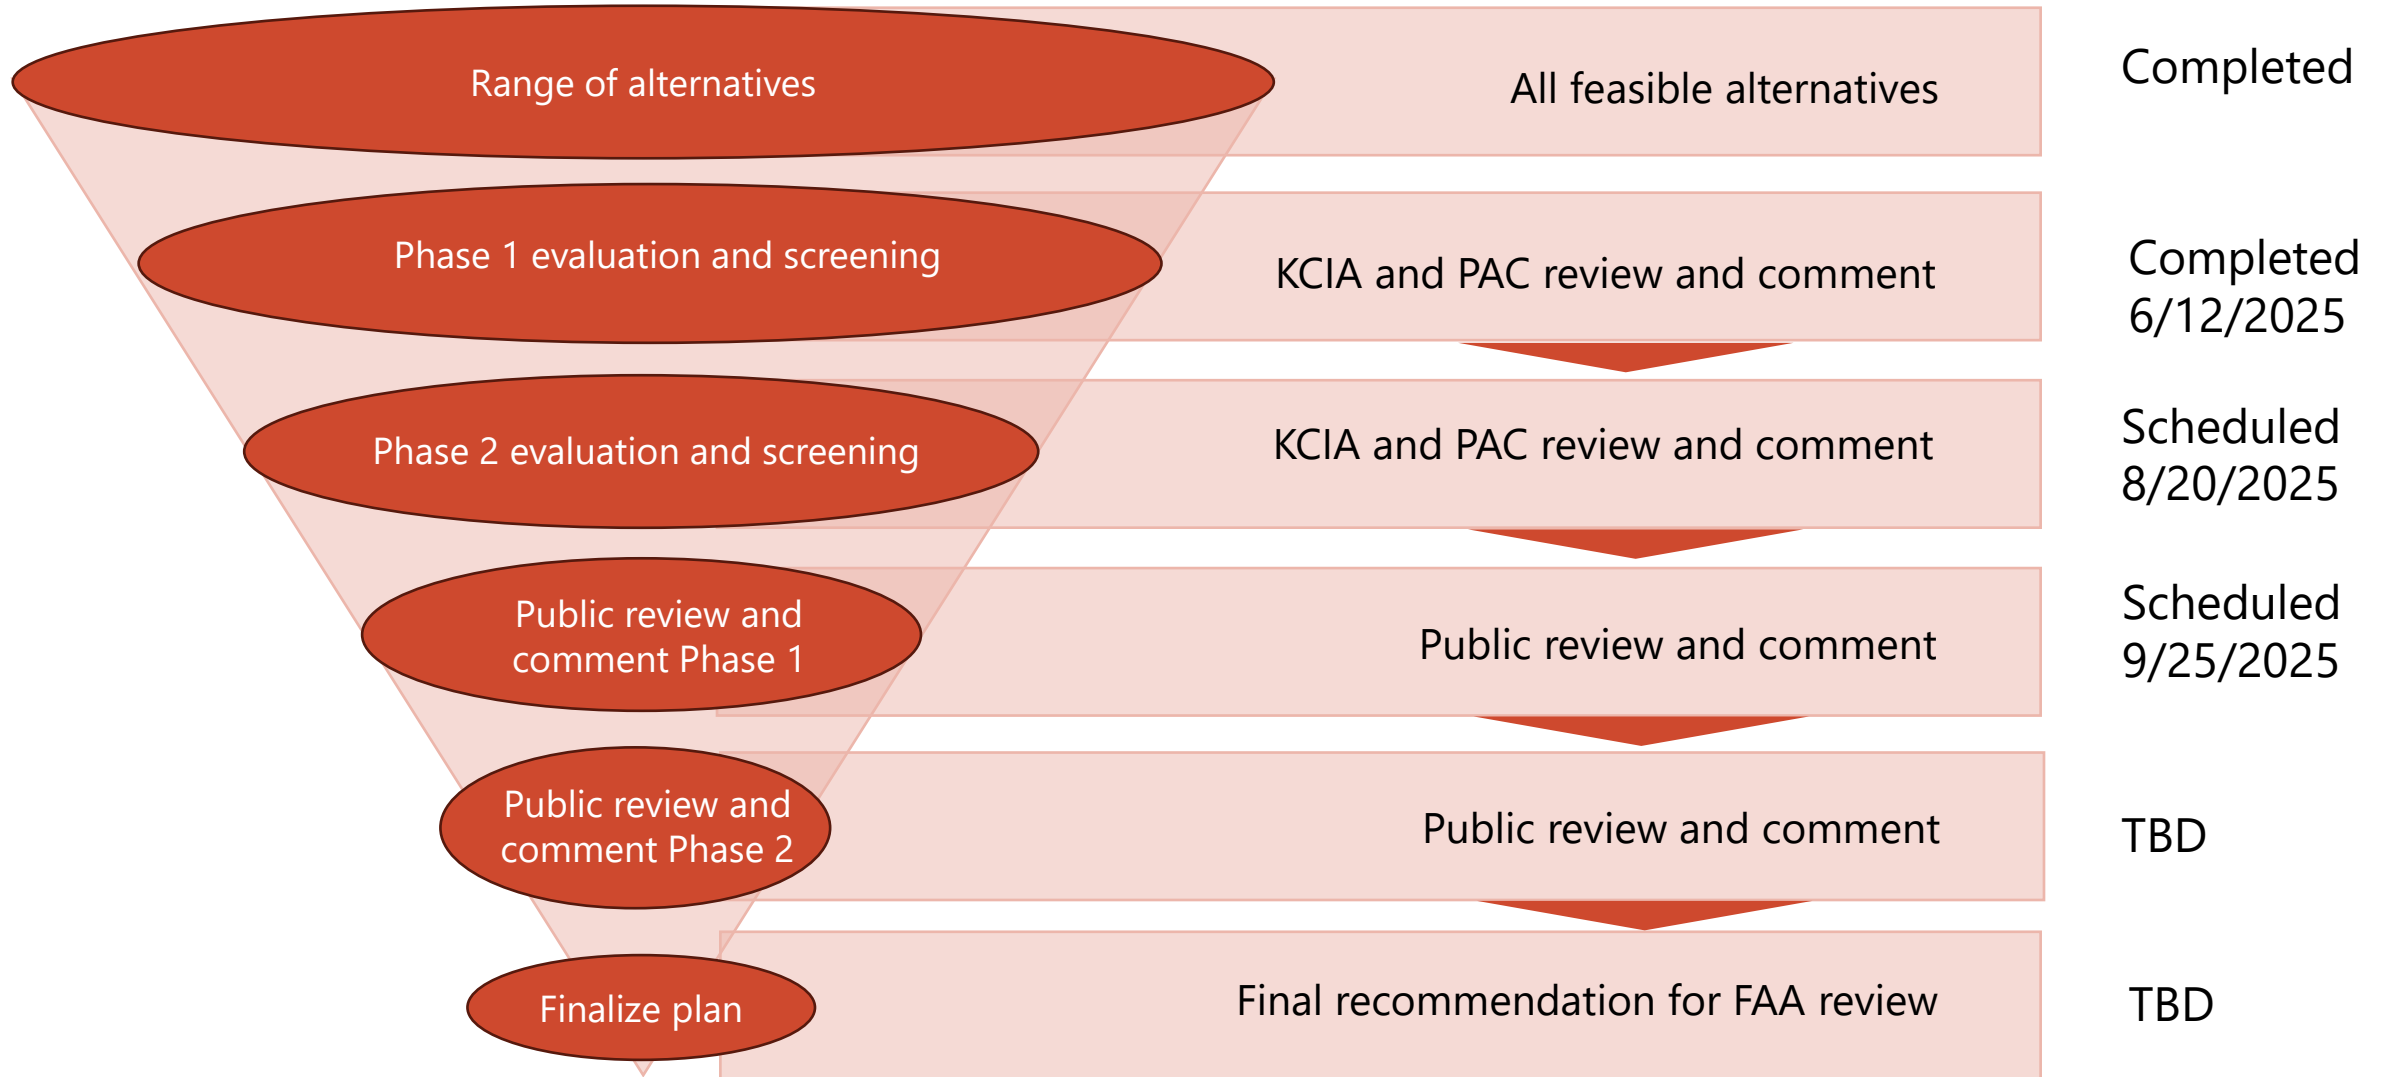 Range of alternatives
All feasible alternatives
Completed
Phase 1 evaluation and screening
KCIA and PAC review and comment
Completed
6/12/2025
Phase 2 evaluation and screening
KCIA and PAC review and comment
Scheduled
8/20/2025
Public review and
comment Phase 1
Public review and comment
Scheduled
9/25/2025
Public review and
comment Phase 2
Public review and comment
TBD
Finalize plan
Final recommendation for FAA review
TBD